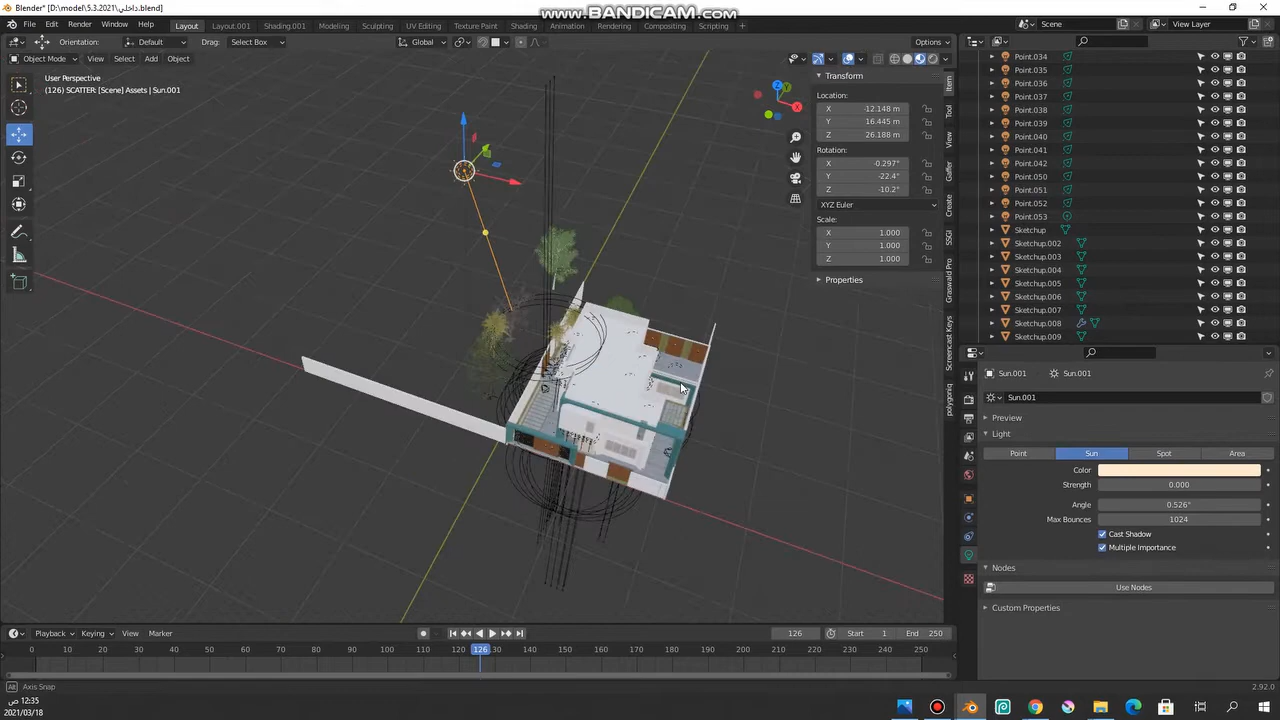 www.BANDICAM.com
Blender* [D:\model\5.3.2021\داخلي.blend]
File Edit Render Window Help Layout Layout.001 Shading.001 Modeling Sculpting UV Editing Texture Paint Shading Animation Rendering Compositing Scripting + Scene View Layer
Orientation: Default Drag: Select Box Global Options
Object Mode View Select Add Object
User Perspective
(126) SCATTER: [Scene] Assets | Sun.001
Transform
Location:
X -12.148 m
Y 16.445 m
Z 26.188 m
Rotation:
X -0.297°
Y -22.4°
Z -10.2°
XYZ Euler
Scale:
X 1.000
Y 1.000
Z 1.000
Properties
Z
Y
X
Item
Tool
View
Gaffer
Create
SSGI
Graswald Pro
Screencast Keys
polygoniq
Point.034
Point.035
Point.036
Point.037
Point.038
Point.039
Point.040
Point.041
Point.042
Point.050
Point.051
Point.052
Point.053
Sketchup
Sketchup.002
Sketchup.003
Sketchup.004
Sketchup.005
Sketchup.006
Sketchup.007
Sketchup.008
Sketchup.009
Sun.001 Sun.001
Sun.001
Preview
Light
Point Sun Spot Area
Color
Strength 0.000
Angle 0.526°
Max Bounces 1024
Cast Shadow
Multiple Importance
Nodes
Use Nodes
Custom Properties
Playback Keying View Marker 126 Start 1 End 250
0 10 20 30 40 50 60 70 80 90 100 110 126 130 140 150 160 170 180 190 200 210 220 230 240 250
Alt Axis Snap 2.92.0
12:35 ص
2021/03/18